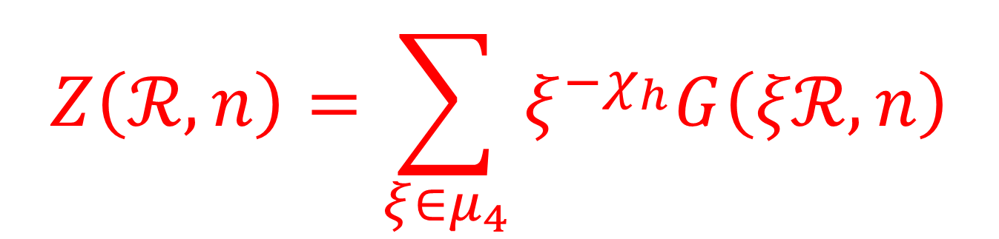 Z(ℛ, n) = ∑_{ξ∈μ₄} ξ^{−χ_h} G(ξℛ, n)